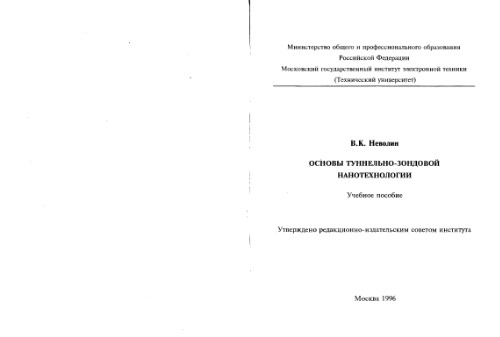 Министерство общего и профессионального образования
Российской Федерации
Московский государственный институт электронной техники
(Технический университет)
В.К. Неволин
ОСНОВЫ ТУННЕЛЬНО-ЗОНДОВОЙ
НАНОТЕХНОЛОГИИ
Учебное пособие
Утверждено редакционно-издательским советом института
Москва 1996